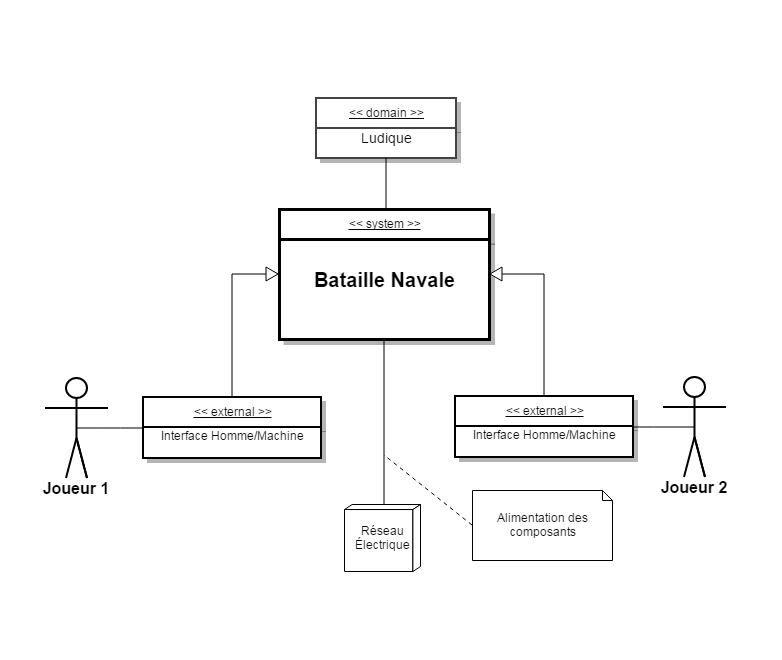 << domain >>
Ludique
<< system >>
Bataille Navale
<< external >>
Interface Homme/Machine
<< external >>
Interface Homme/Machine
Joueur 1
Joueur 2
Réseau
Électrique
Alimentation des
composants